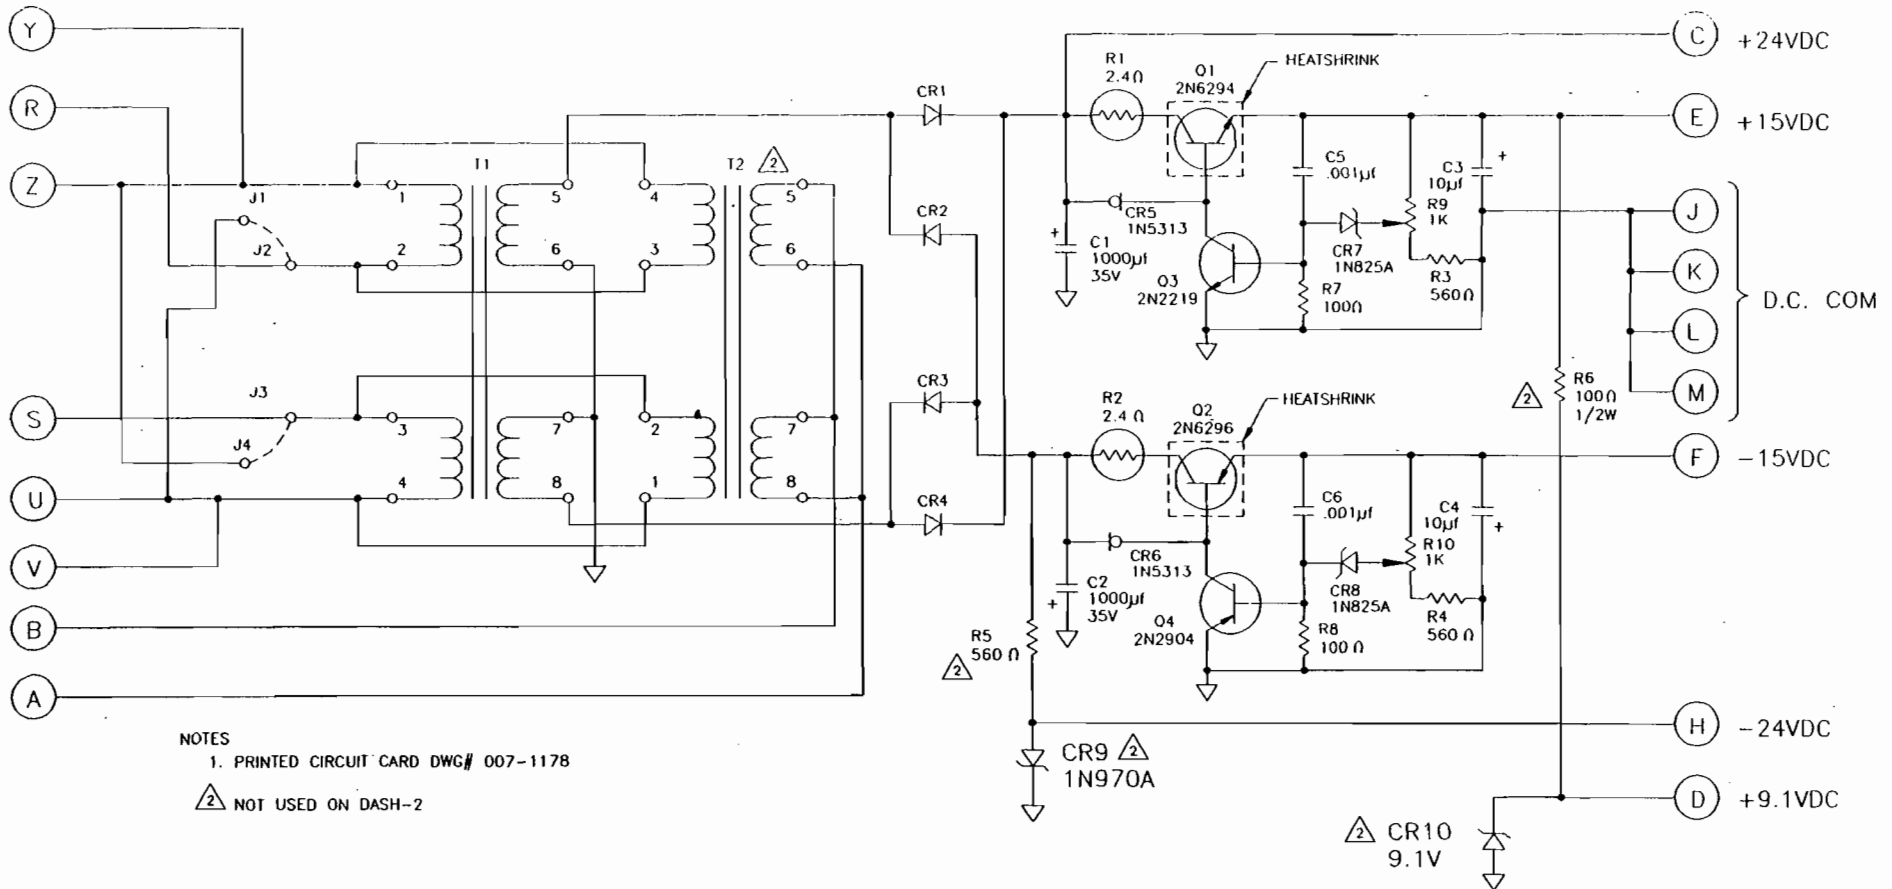 Y
R
Z
S
U
V
B
A
J1
J2
J3
J4
T1
1
2
3
4
5
6
7
8
T2
2
4
3
2
1
5
6
7
8
CR1
CR2
CR3
CR4
R1
2.4Ω
Q1
2N6294
HEATSHRINK
C5
.001µf
C3
10µf
+
R9
1K
CR5
1N5313
+
C1
1000µf
35V
Q3
2N2219
CR7
1N825A
R7
100Ω
R3
560Ω
C
+24VDC
E
+15VDC
J
K
L
M
D.C. COM
2
R6
100Ω
1/2W
R2
2.4Ω
Q2
2N6296
HEATSHRINK
F
-15VDC
C6
.001µf
C4
10µf
+
R10
1K
CR6
1N5313
C2
1000µf
+
35V
Q4
2N2904
CR8
1N825A
R8
100Ω
R4
560Ω
R5
560Ω
2
H
-24VDC
CR9
2
1N970A
D
+9.1VDC
2
CR10
9.1V
NOTES
1. PRINTED CIRCUIT CARD DWG# 007-1178
2 NOT USED ON DASH-2